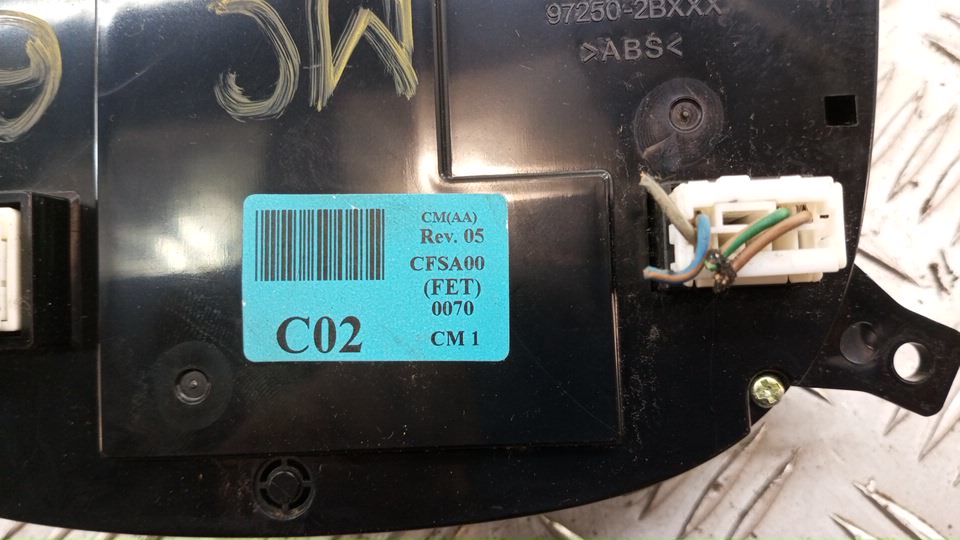 97250-2BXXX
>ABS<
CM(AA)
Rev. 05
CFSA00
(FET)
0070
C02
CM 1